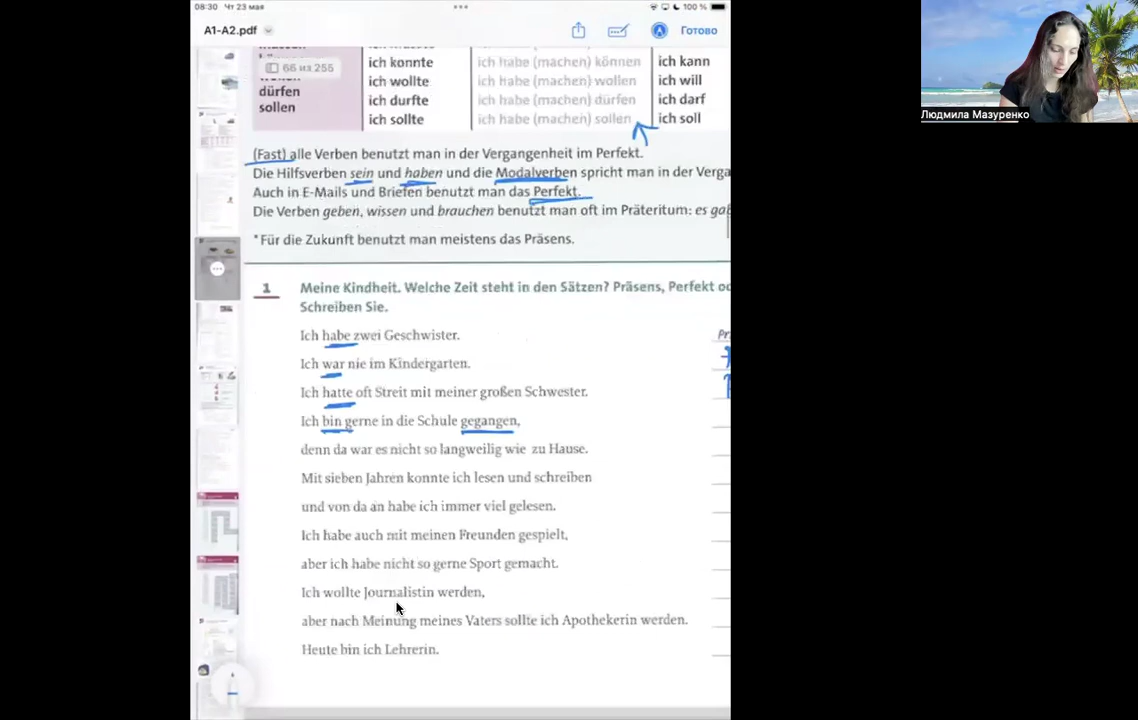 08:30 Чт 23 мая
100 %
A1-A2.pdf
Готово
66 из 255
dürfen
sollen
ich konnte
ich wollte
ich durfte
ich sollte
ich habe (machen) können
ich habe (machen) wollen
ich habe (machen) dürfen
ich habe (machen) sollen
ich kann
ich will
ich darf
ich soll
(Fast) alle Verben benutzt man in der Vergangenheit im Perfekt.
Die Hilfsverben sein und haben und die Modalverben spricht man in der Verga
Auch in E-Mails und Briefen benutzt man das Perfekt.
Die Verben geben, wissen und brauchen benutzt man oft im Präteritum: es gab
*Für die Zukunft benutzt man meistens das Präsens.
1 Meine Kindheit. Welche Zeit steht in den Sätzen? Präsens, Perfekt od
Schreiben Sie.
Ich habe zwei Geschwister.
Ich war nie im Kindergarten.
Ich hatte oft Streit mit meiner großen Schwester.
Ich bin gerne in die Schule gegangen,
denn da war es nicht so langweilig wie zu Hause.
Mit sieben Jahren konnte ich lesen und schreiben
und von da an habe ich immer viel gelesen.
Ich habe auch mit meinen Freunden gespielt,
aber ich habe nicht so gerne Sport gemacht.
Ich wollte Journalistin werden,
aber nach Meinung meines Vaters sollte ich Apothekerin werden.
Heute bin ich Lehrerin.
Людмила Мазуренко